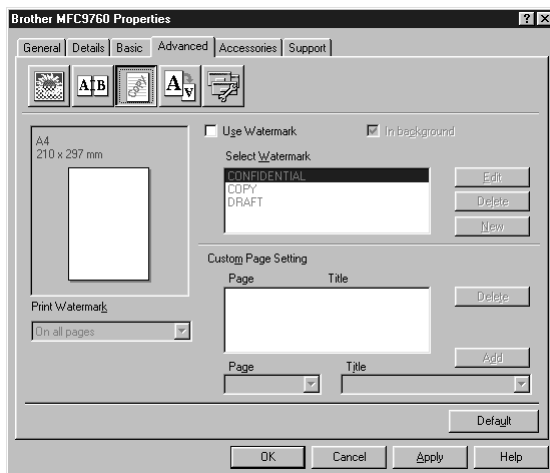 Brother MFC9760 Properties
General Details Basic Advanced Accessories Support
A B COPY A V
A4
210 x 297 mm
Use Watermark In background
Select Watermark
CONFIDENTIAL
COPY
DRAFT
Edit
Delete
New
Print Watermark
On all pages
Custom Page Setting
Page Title
Delete
Add
Page Title
Default
OK Cancel Apply Help